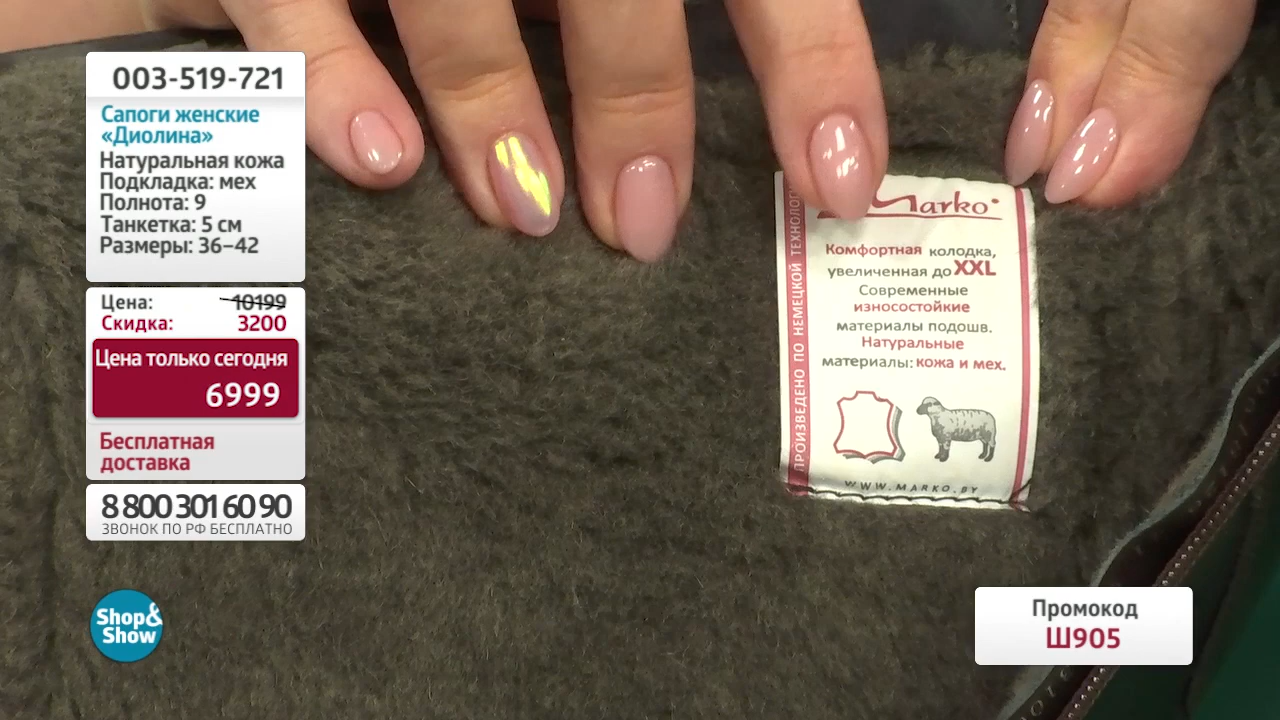 003-519-721
Сапоги женские
«Диолина»
Натуральная кожа
Подкладка: мех
Полнота: 9
Танкетка: 5 см
Размеры: 36–42
Цена: 10199
Скидка: 3200
Цена только сегодня
6999
Бесплатная
доставка
8 800 301 60 90
ЗВОНОК ПО РФ БЕСПЛАТНО
Shop&
Show
ПРОИЗВЕДЕНО ПО НЕМЕЦКОЙ
Marko
Комфортная колодка,
увеличенная до XXL
Современные
износостойкие
материалы подошв.
Натуральные
материалы: кожа и мех.
WWW.MARKO.BY
Промокод
Ш905